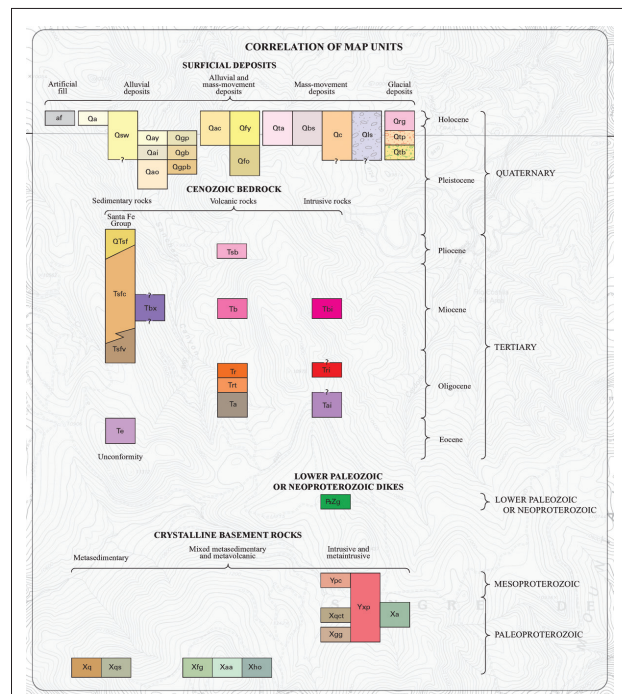 CORRELATION OF MAP UNITS
SURFICIAL DEPOSITS
Artificial fill
Alluvial deposits
Alluvial and mass-movement deposits
Mass-movement deposits
Glacial deposits
af
Qa
Qsw
?
Qay
Qgp
Qai
Qgb
Qao
Qgpb
Qac
Qfy
Qfo
Qta
Qbs
Qc
?
Qls
?
Qrg
Qtp
Qtb
Holocene
Pleistocene
QUATERNARY
CENOZOIC BEDROCK
Sedimentary rocks
Volcanic rocks
Intrusive rocks
Santa Fe Group
QTsf
Tsfc
Tsfv
?
Tbx
?
Tsb
Tb
Tbi
Tr
Trt
Ta
?
Tri
?
Tai
Te
Unconformity
Pliocene
Miocene
Oligocene
Eocene
TERTIARY
LOWER PALEOZOIC
OR NEOPROTEROZOIC DIKES
LOWER PALEOZOIC
OR NEOPROTEROZOIC
CRYSTALLINE BASEMENT ROCKS
Metasedimentary
Mixed metasedimentary and metavolcanic
Intrusive and metaintrusive
Ypc
Yxp
Xqct
Xgg
Xa
MESOPROTEROZOIC
PALEOPROTEROZOIC
Xq
Xqs
Xfg
Xaa
Xho